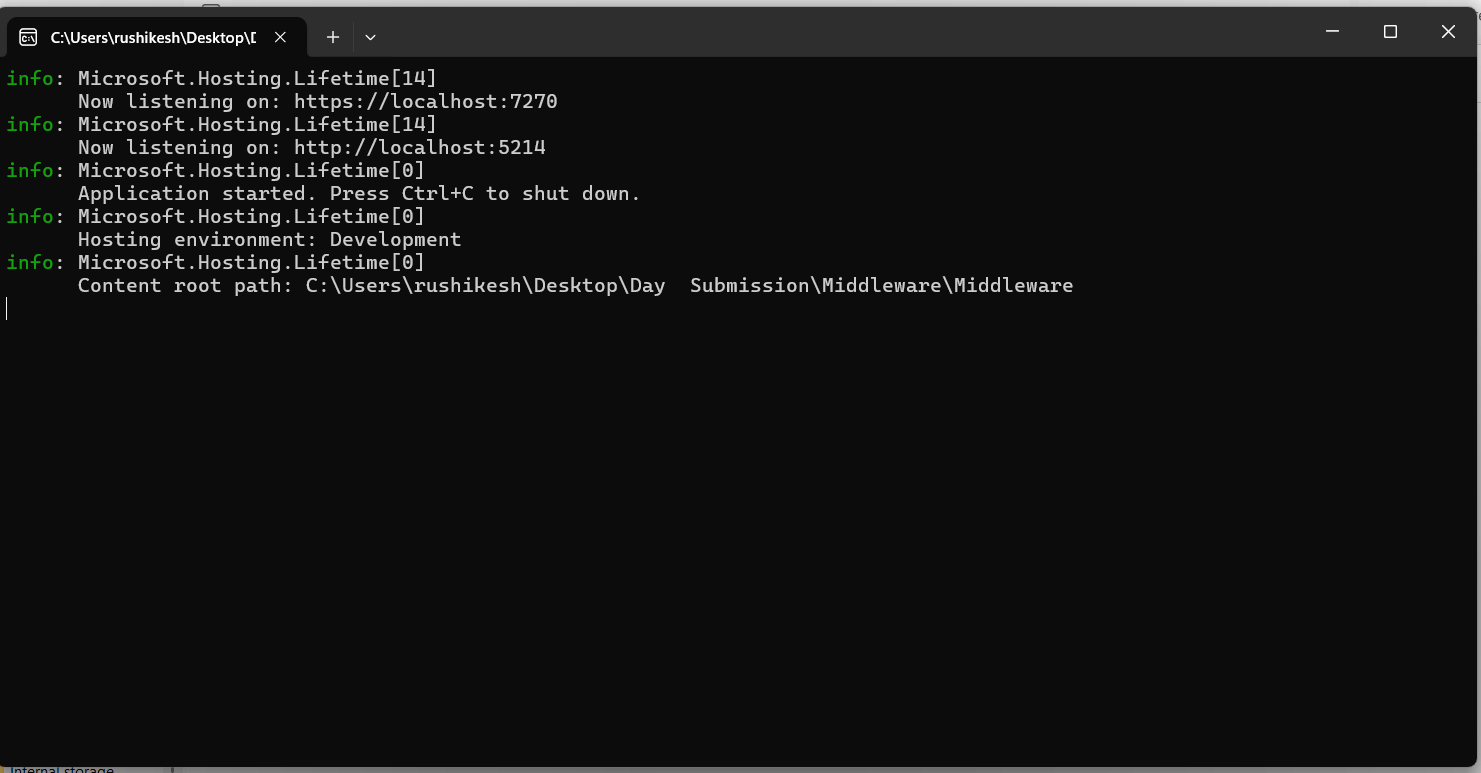 C:\Users\rushikesh\Desktop\D
info: Microsoft.Hosting.Lifetime[14]
Now listening on: https://localhost:7270
info: Microsoft.Hosting.Lifetime[14]
Now listening on: http://localhost:5214
info: Microsoft.Hosting.Lifetime[0]
Application started. Press Ctrl+C to shut down.
info: Microsoft.Hosting.Lifetime[0]
Hosting environment: Development
info: Microsoft.Hosting.Lifetime[0]
Content root path: C:\Users\rushikesh\Desktop\Day  Submission\Middleware\Middleware
Internal storage